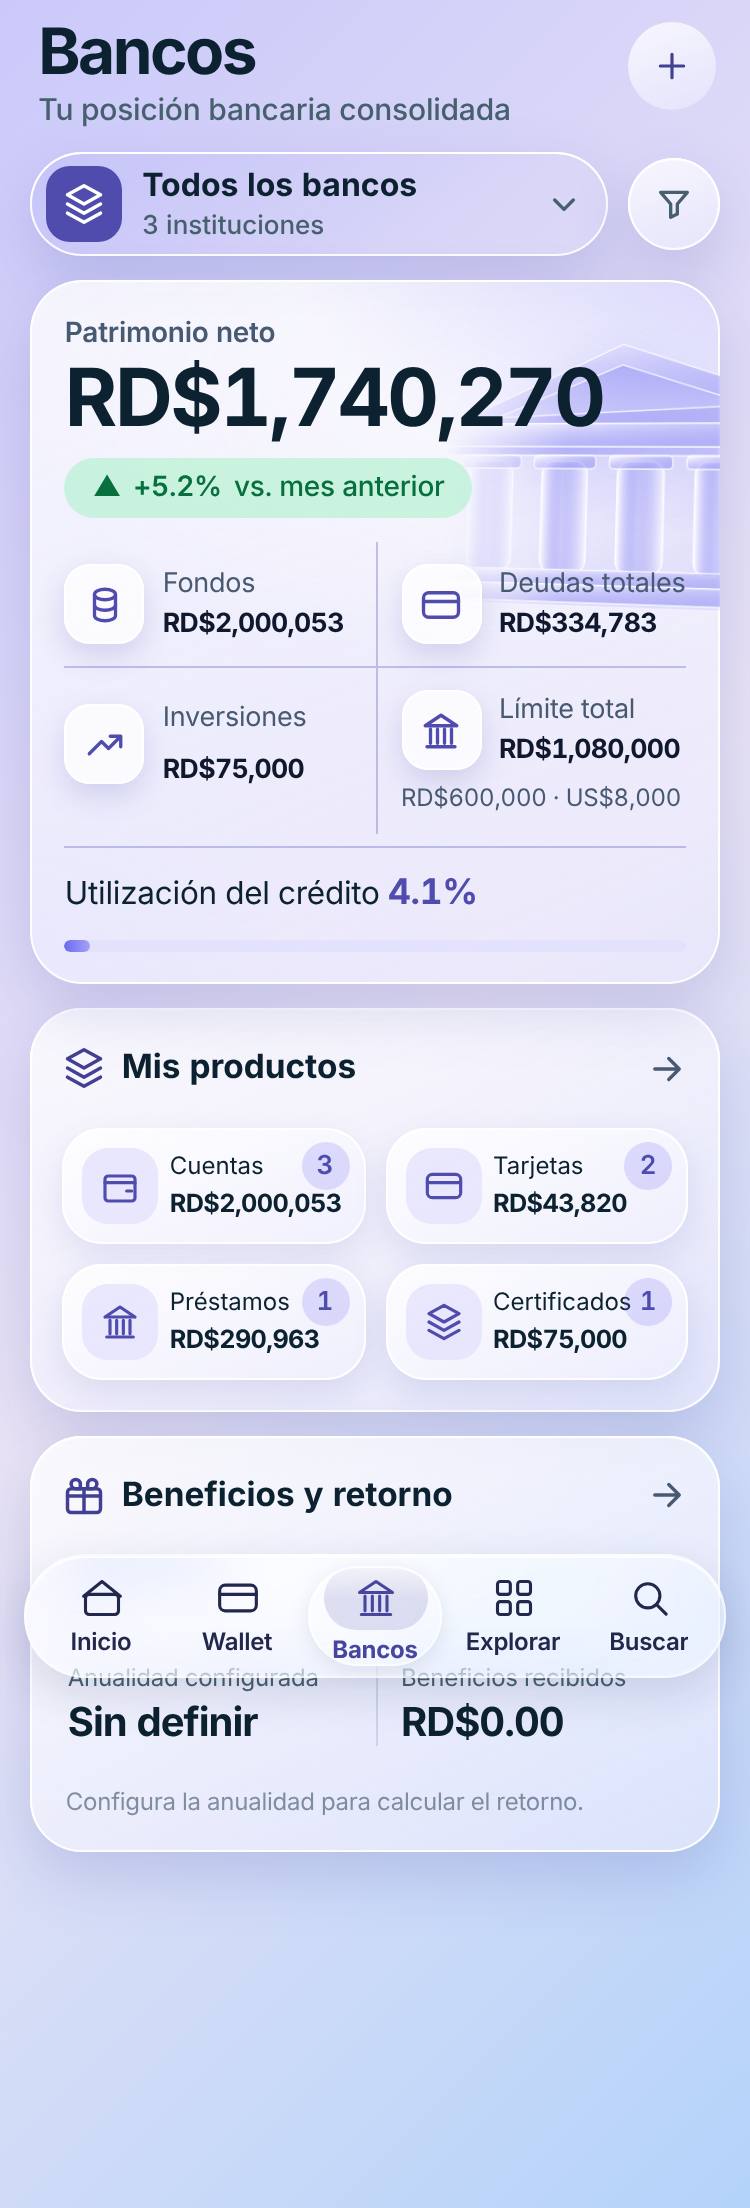 Bancos
Tu posición bancaria consolidada
Todos los bancos
3 instituciones
Patrimonio neto
RD$1,740,270
▲ +5.2% vs. mes anterior
Fondos
RD$2,000,053
Deudas totales
RD$334,783
Inversiones
RD$75,000
Límite total
RD$1,080,000
RD$600,000 · US$8,000
Utilización del crédito 4.1%
Mis productos
Cuentas 3
RD$2,000,053
Tarjetas 2
RD$43,820
Préstamos 1
RD$290,963
Certificados 1
RD$75,000
Beneficios y retorno
Inicio
Wallet
Bancos
Explorar
Buscar
Anualidad configurada
Sin definir
Beneficios recibidos
RD$0.00
Configura la anualidad para calcular el retorno.